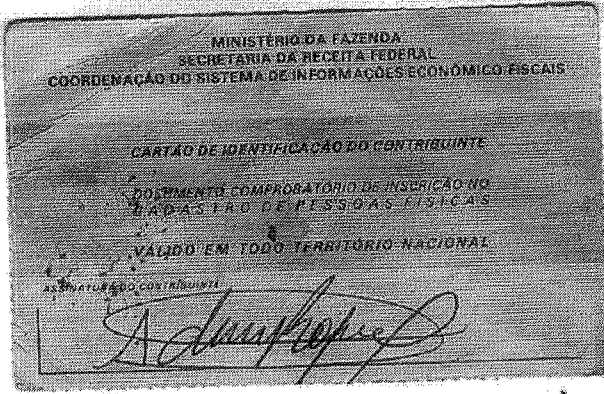 MINISTÉRIO DA FAZENDA
SECRETARIA DA RECEITA FEDERAL
COORDENAÇÃO DO SISTEMA DE INFORMAÇÕES ECONÔMICO-FISCAIS
CARTÃO DE IDENTIFICAÇÃO DO CONTRIBUINTE
DOCUMENTO COMPROBATÓRIO DE INSCRIÇÃO NO
CADASTRO DE PESSOAS FÍSICAS
VÁLIDO EM TODO TERRITÓRIO NACIONAL
ASSINATURA DO CONTRIBUINTE